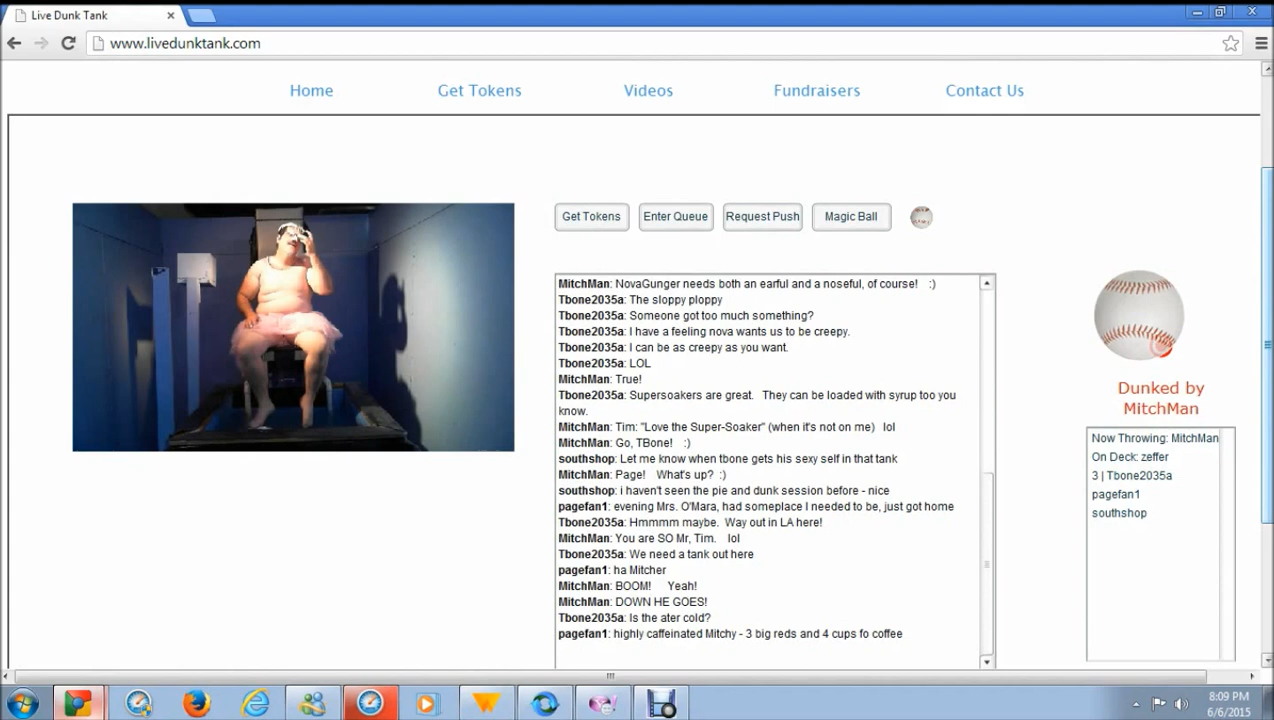 Live Dunk Tank
www.livedunktank.com
Home Get Tokens Videos Fundraisers Contact Us
Get Tokens Enter Queue Request Push Magic Ball
MitchMan: NovaGunger needs both an earful and a noseful, of course! :)
Tbone2035a: The sloppy ploppy
Tbone2035a: Someone got too much something?
Tbone2035a: I have a feeling nova wants us to be creepy.
Tbone2035a: I can be as creepy as you want.
Tbone2035a: LOL
MitchMan: True!
Tbone2035a: Supersoakers are great. They can be loaded with syrup too you
know.
MitchMan: Tim: "Love the Super-Soaker" (when it's not on me) lol
MitchMan: Go, TBone! :)
southshop: Let me know when tbone gets his sexy self in that tank
MitchMan: Page! What's up? :)
southshop: i haven't seen the pie and dunk session before - nice
pagefan1: evening Mrs. O'Mara, had someplace I needed to be, just got home
Tbone2035a: Hmmmm maybe. Way out in LA here!
MitchMan: You are SO Mr, Tim. lol
Tbone2035a: We need a tank out here
pagefan1: ha Mitcher
MitchMan: BOOM! Yeah!
MitchMan: DOWN HE GOES!
Tbone2035a: Is the ater cold?
pagefan1: highly caffeinated Mitchy - 3 big reds and 4 cups fo coffee
Dunked by
MitchMan
Now Throwing: MitchMan
On Deck: zeffer
3 | Tbone2035a
pagefan1
southshop
8:09 PM
6/6/2015